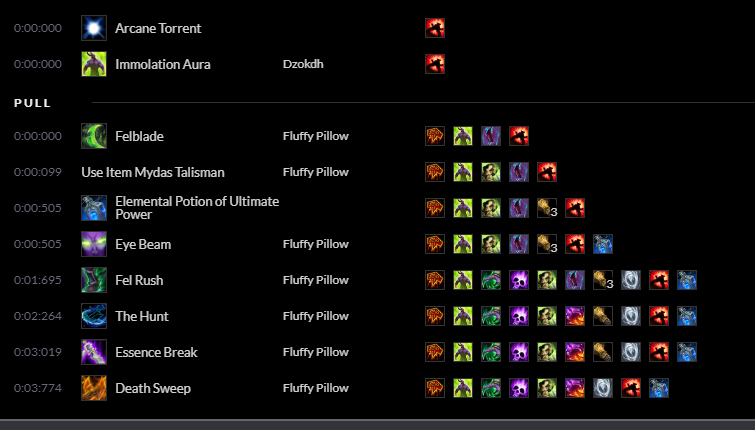 0:00:000 Arcane Torrent
0:00:000 Immolation Aura Dzokdh
PULL
0:00:000 Felblade Fluffy Pillow
0:00:099 Use Item Mydas Talisman Fluffy Pillow
0:00:505 Elemental Potion of Ultimate
Power 3
0:00:505 Eye Beam Fluffy Pillow 3
0:01:695 Fel Rush Fluffy Pillow 3
0:02:264 The Hunt Fluffy Pillow
0:03:019 Essence Break Fluffy Pillow
0:03:774 Death Sweep Fluffy Pillow